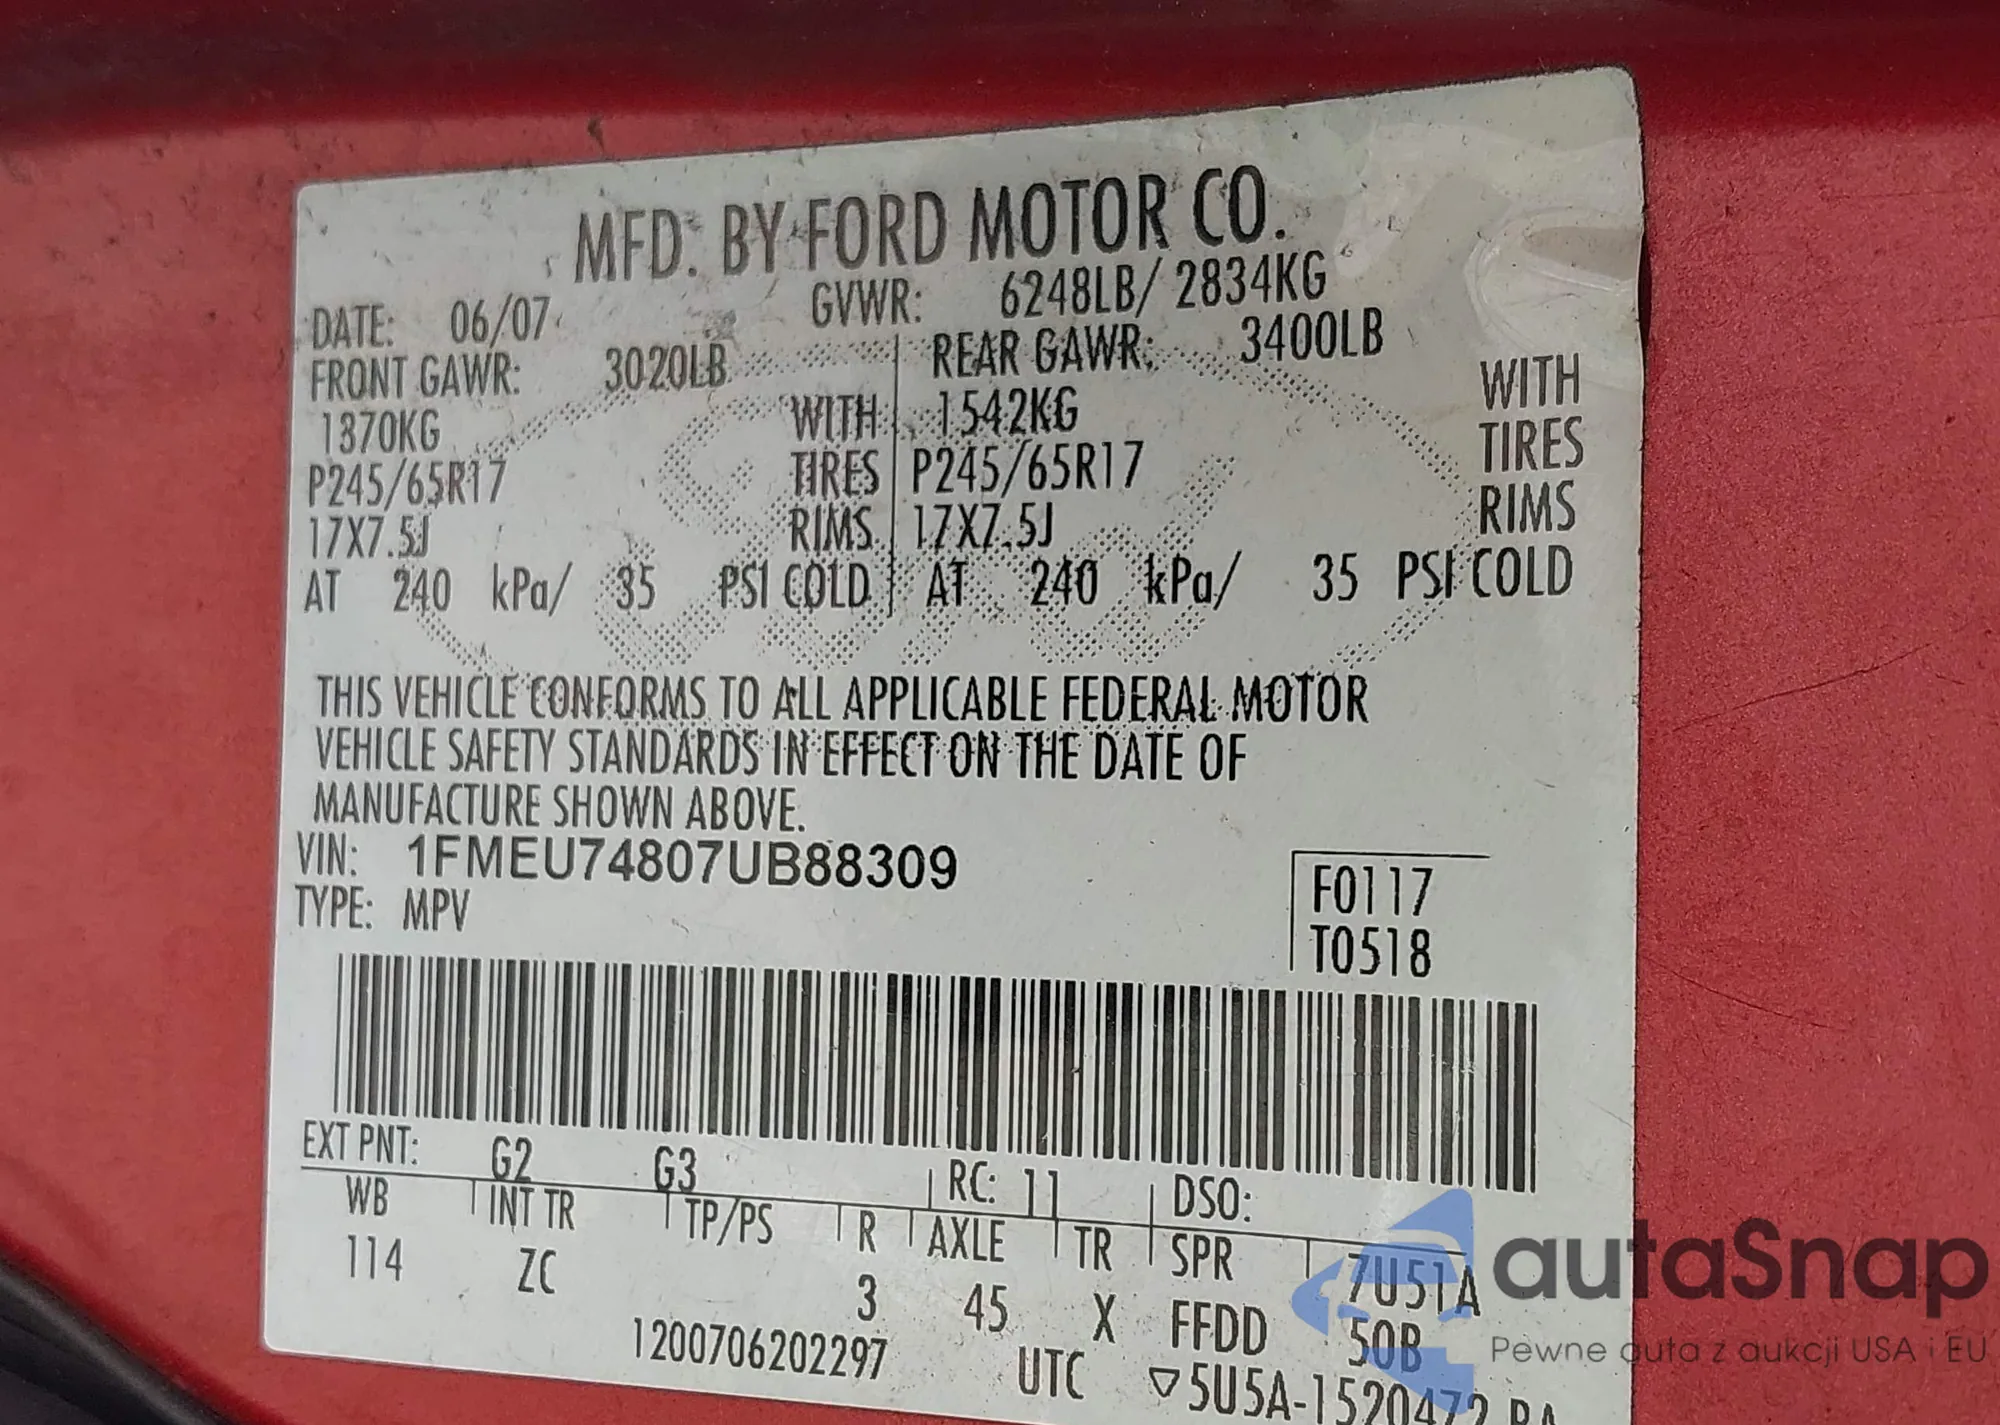 MFD. BY FORD MOTOR CO.
DATE: 06/07 GVWR: 6248LB/ 2834KG
FRONT GAWR: 3020LB REAR GAWR: 3400LB
1370KG WITH 1542KG WITH
P245/65R17 TIRES P245/65R17 TIRES
17X7.5J RIMS 17X7.5J RIMS
AT 240 kPa/ 35 PSI COLD AT 240 kPa/ 35 PSI COLD
THIS VEHICLE CONFORMS TO ALL APPLICABLE FEDERAL MOTOR
VEHICLE SAFETY STANDARDS IN EFFECT ON THE DATE OF
MANUFACTURE SHOWN ABOVE.
VIN: 1FMEU74807UB88309
TYPE: MPV
F0117
T0518
EXT PNT: G2 G3 RC: 11 DSO:
WB INT TR TP/PS R AXLE TR SPR 7U51A
114 ZC 3 45 X FFDD 50B
1200706202297 UTC ▽5U5A-1520472
autoSnap
Pewne auta z aukcji USA i EU